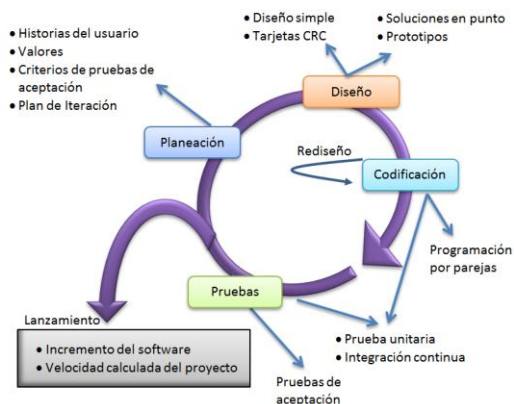 • Historias del usuario
• Valores
• Criterios de pruebas de
aceptación
• Plan de Iteración
• Diseño simple
• Tarjetas CRC
• Soluciones en punto
• Prototipos
Diseño
Planeación
Rediseño
Codificación
Programación
por parejas
Pruebas
Lanzamiento
• Incremento del software
• Velocidad calculada del proyecto
• Prueba unitaria
• Integración continua
Pruebas de
aceptación